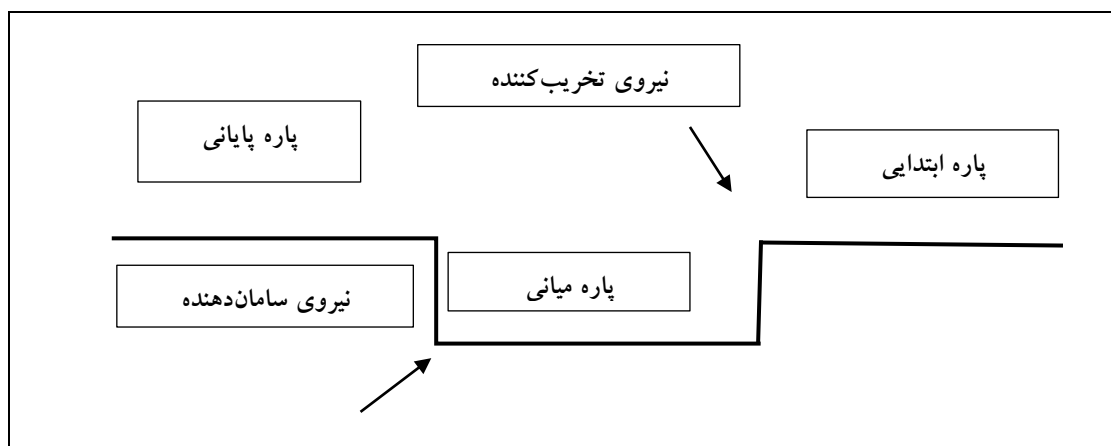 نیروی تخریب‌کننده
پاره ابتدایی
پاره پایانی
پاره میانی
نیروی سامان‌دهنده